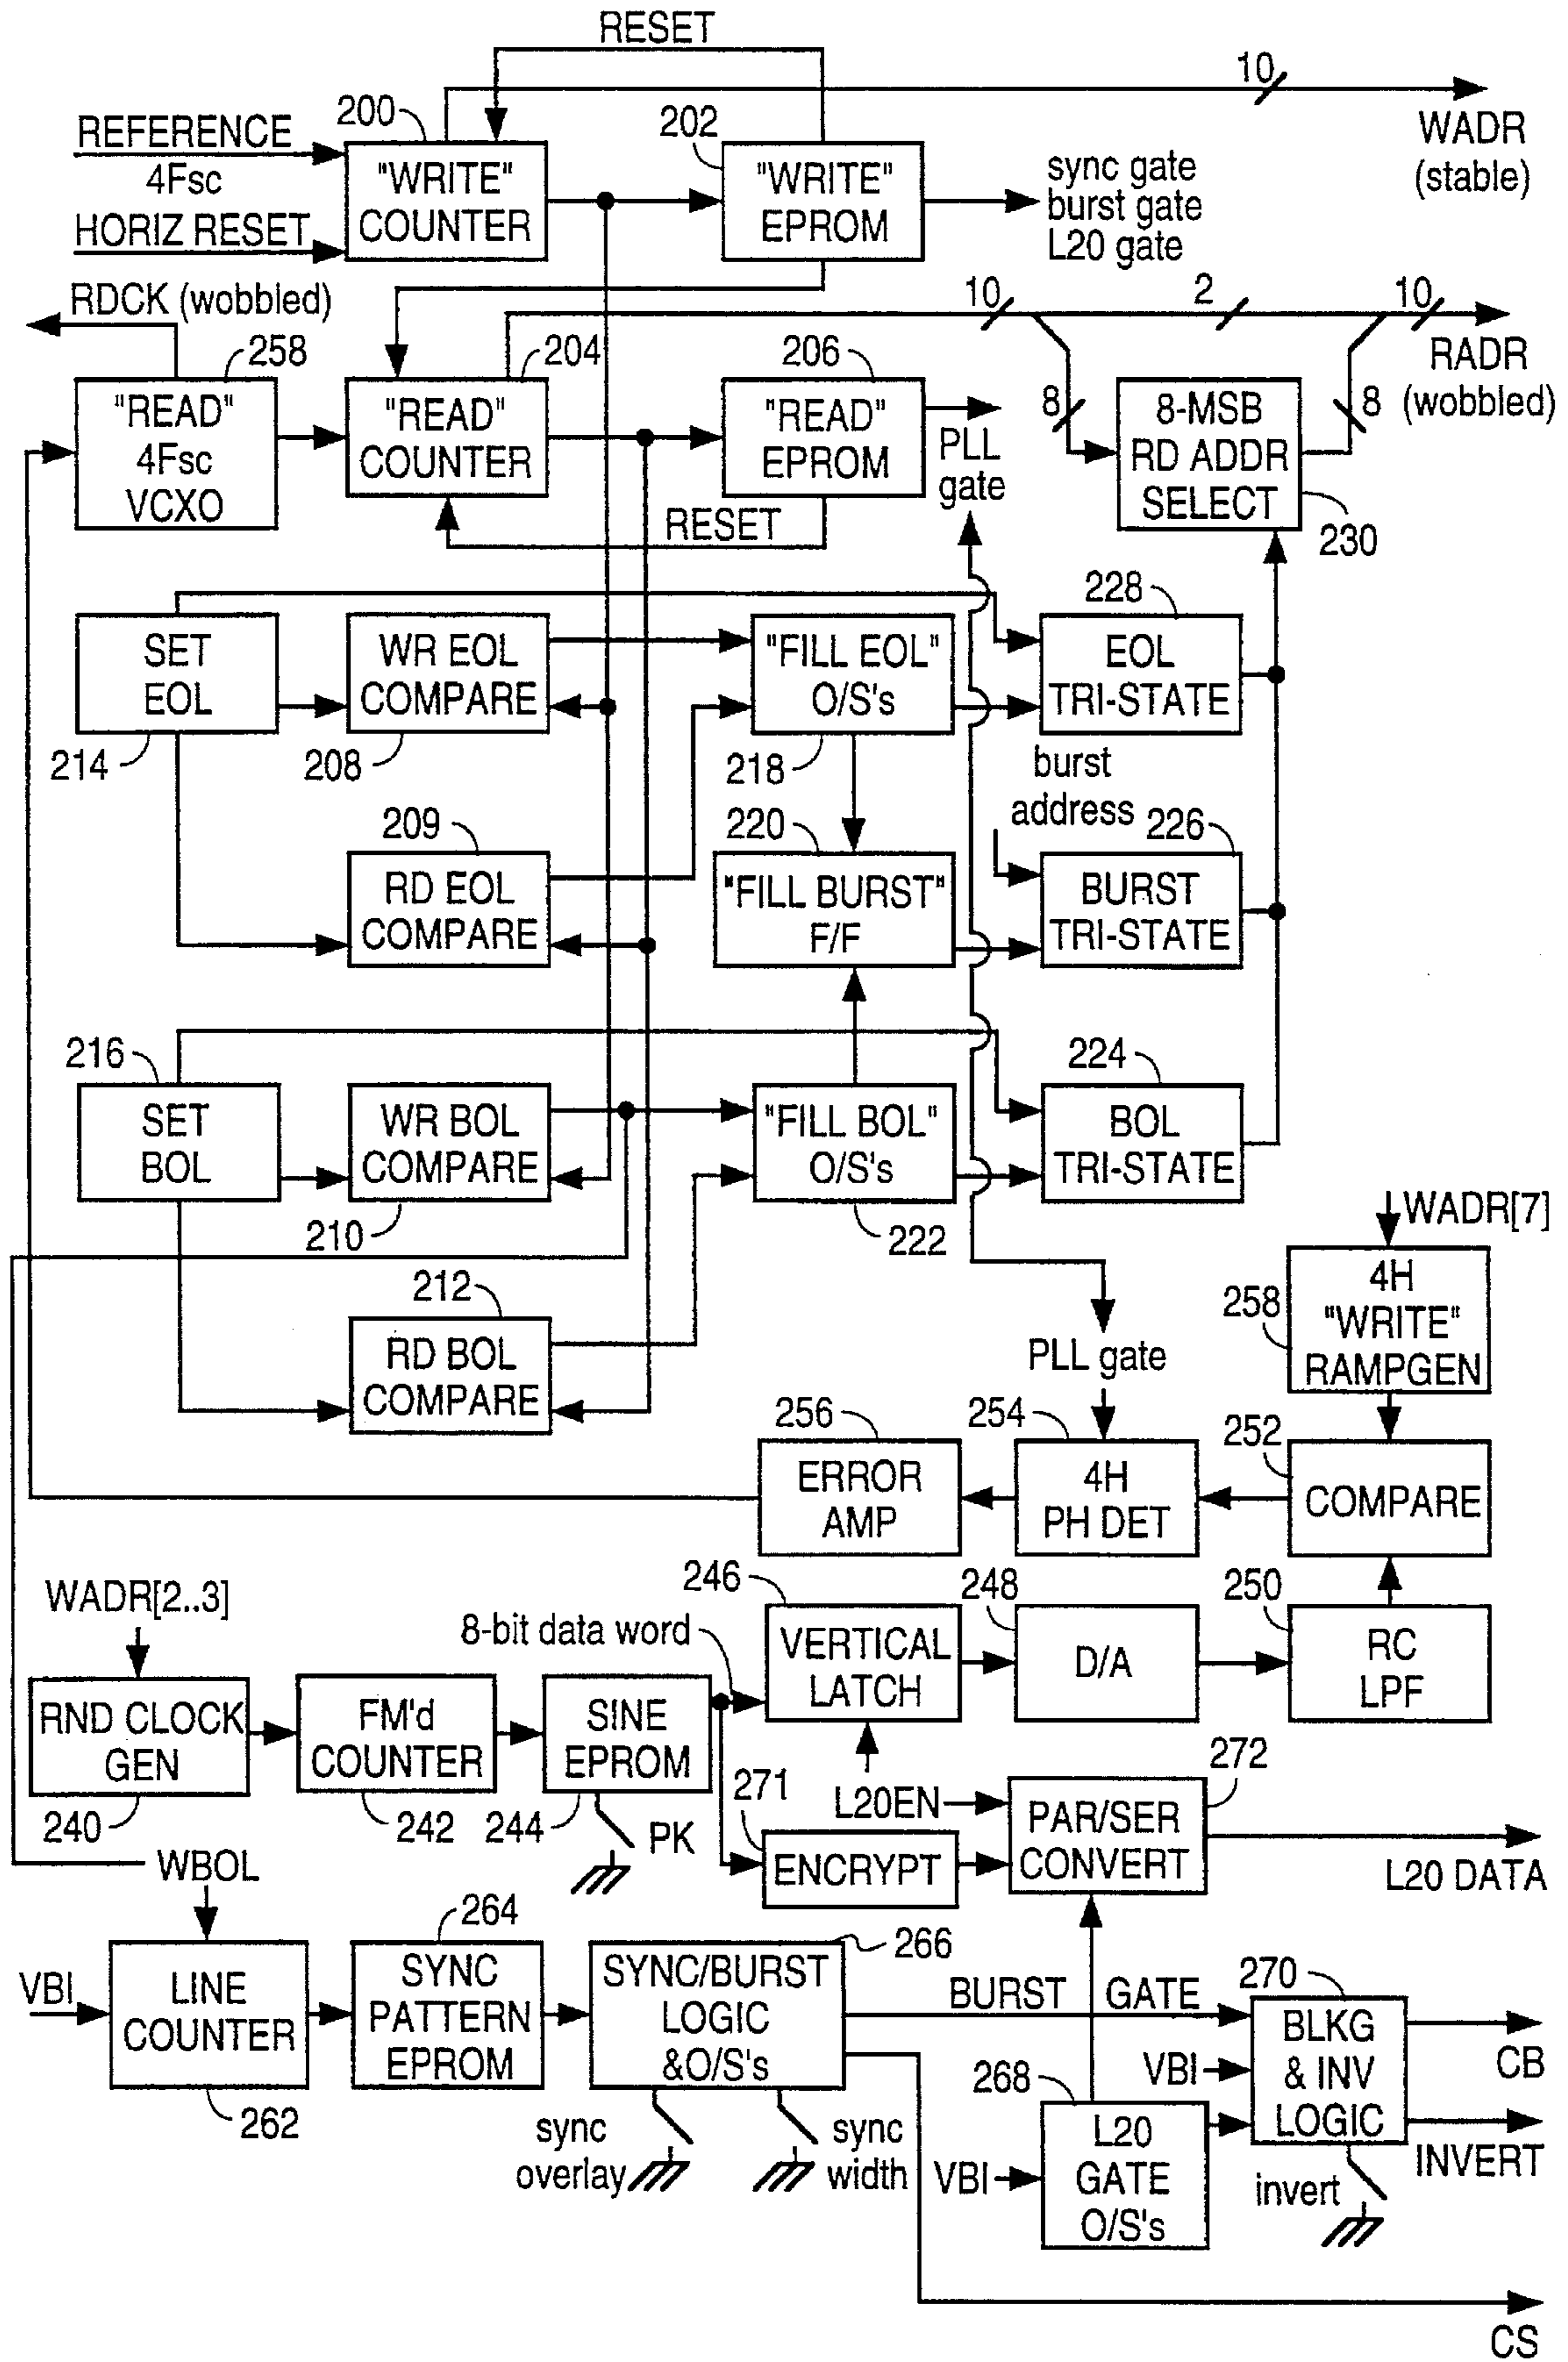 RESET
10
WADR
(stable)
200
202
REFERENCE
4Fsc
HORIZ RESET
"WRITE"
COUNTER
"WRITE"
EPROM
sync gate
burst gate
L20 gate
RDCK (wobbled)
10
2
10
RADR
(wobbled)
258
204
206
"READ"
4Fsc
VCXO
"READ"
COUNTER
"READ"
EPROM
PLL
gate
8
8-MSB
RD ADDR
SELECT
8
230
RESET
228
SET
EOL
WR EOL
COMPARE
"FILL EOL"
O/S's
EOL
TRI-STATE
214
208
218
burst
address
209
220
226
RD EOL
COMPARE
"FILL BURST"
F/F
BURST
TRI-STATE
216
224
SET
BOL
WR BOL
COMPARE
"FILL BOL"
O/S's
BOL
TRI-STATE
210
222
WADR[7]
212
RD BOL
COMPARE
PLL gate
258
4H
"WRITE"
RAMPGEN
256
254
252
ERROR
AMP
4H
PH DET
COMPARE
WADR[2..3]
8-bit data word
246
248
250
VERTICAL
LATCH
D/A
RC
LPF
RND CLOCK
GEN
FM'd
COUNTER
SINE
EPROM
240
242
244
PK
271
L20EN
272
ENCRYPT
PAR/SER
CONVERT
L20 DATA
WBOL
264
266
VBI
LINE
COUNTER
SYNC
PATTERN
EPROM
SYNC/BURST
LOGIC
&O/S's
BURST GATE
270
BLKG
& INV
LOGIC
VBI
CB
262
sync
overlay
sync
width
268
L20
GATE
O/S's
VBI
invert
INVERT
CS